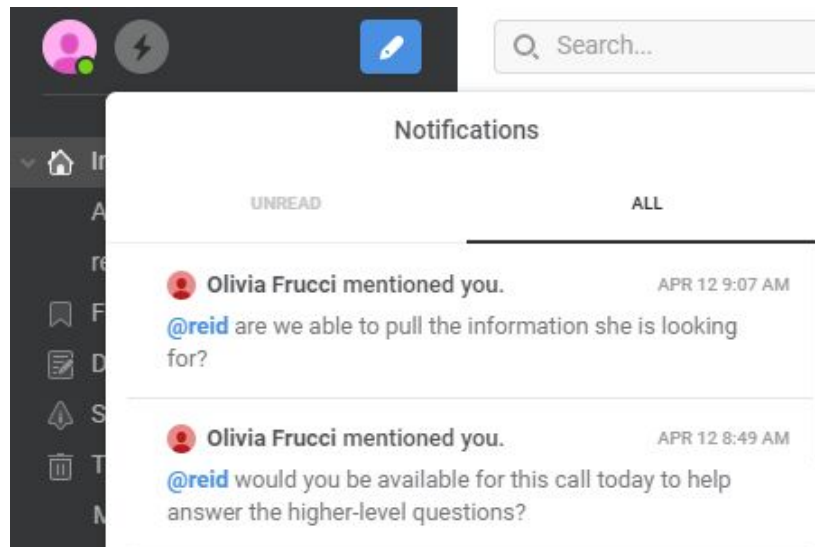 Search...
Notifications
UNREAD
ALL
Olivia Frucci mentioned you.
APR 12 9:07 AM
@reid are we able to pull the information she is looking
for?
Olivia Frucci mentioned you.
APR 12 8:49 AM
@reid would you be available for this call today to help
answer the higher-level questions?